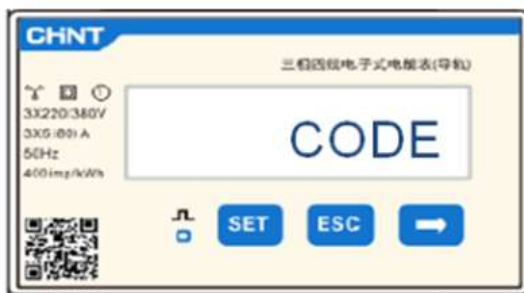 CHNT
三相四线电子式电能表(导轨)
3X220/380V
3X5(80)A
50Hz
400imp/kWh
CODE
SET
ESC